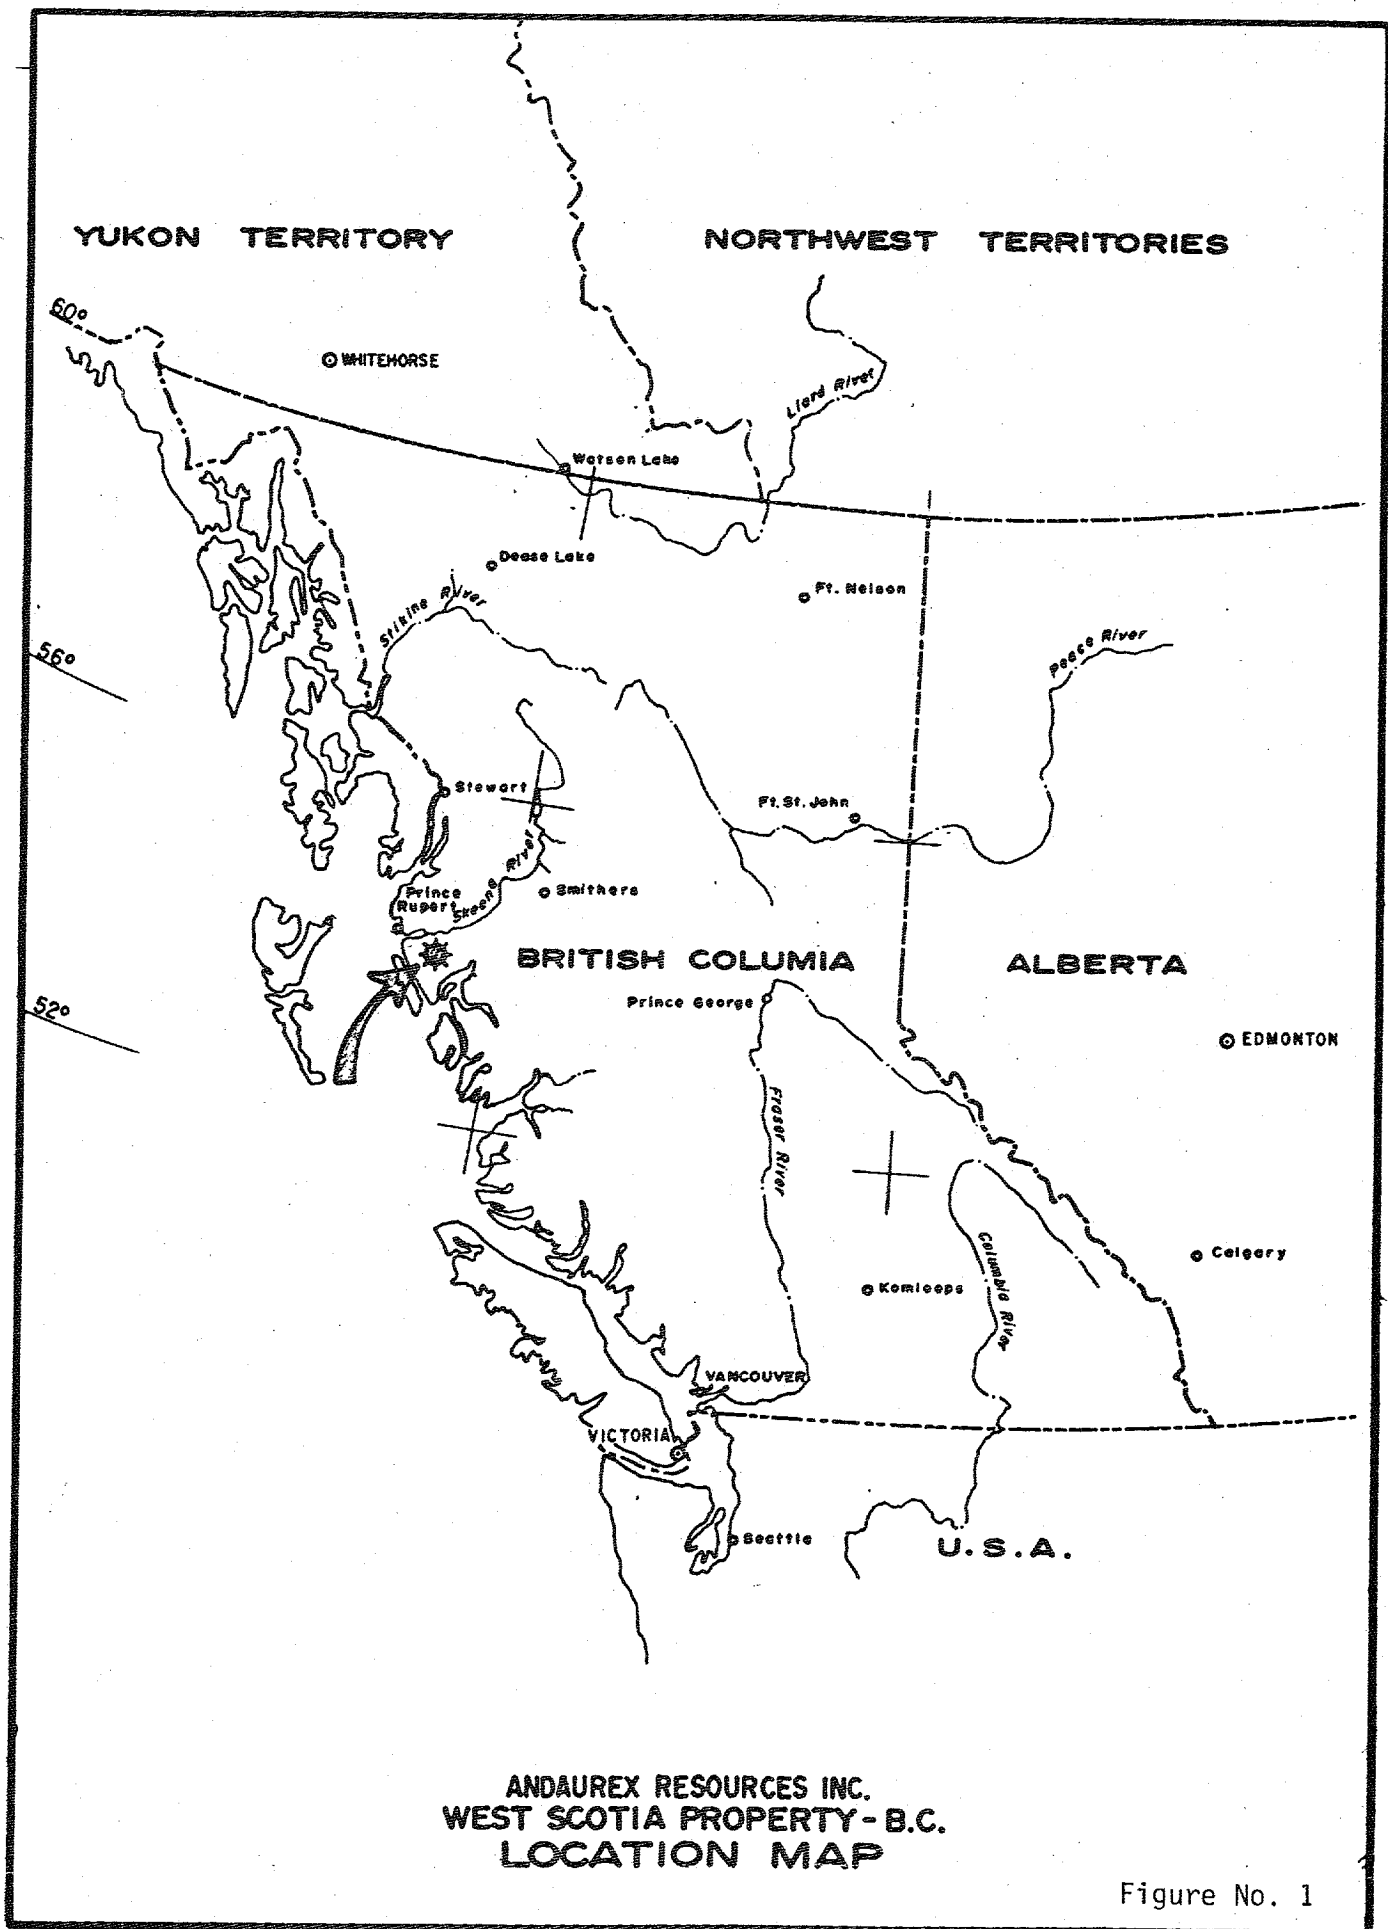 YUKON TERRITORY
NORTHWEST TERRITORIES
60°
WHITEHORSE
Liard River
Watson Lake
Dease Lake
Ft. Nelson
Stikine River
56°
Peace River
Stewart
Ft. St. John
Skeena River
Prince
Rupert
Smithers
BRITISH COLUMIA
ALBERTA
Prince George
52°
EDMONTON
Fraser River
Columbia River
Calgary
Kamloops
VANCOUVER
VICTORIA
Seattle
U.S.A.
ANDAUREX RESOURCES INC.
WEST SCOTIA PROPERTY - B.C.
LOCATION MAP
Figure No. 1